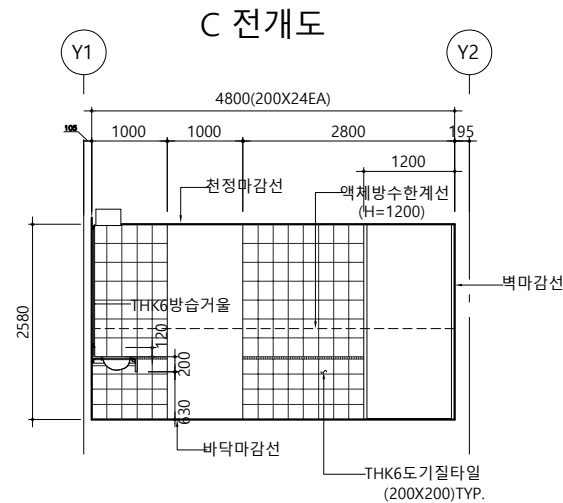 C 전개도
Y1
Y2
4800(200X24EA)
105
1000
1000
2800
195
1200
천정마감선
액체방수한계선
(H=1200)
벽마감선
2580
THK6방습거울
120
200
630
바닥마감선
THK6도기질타일
(200X200)TYP.